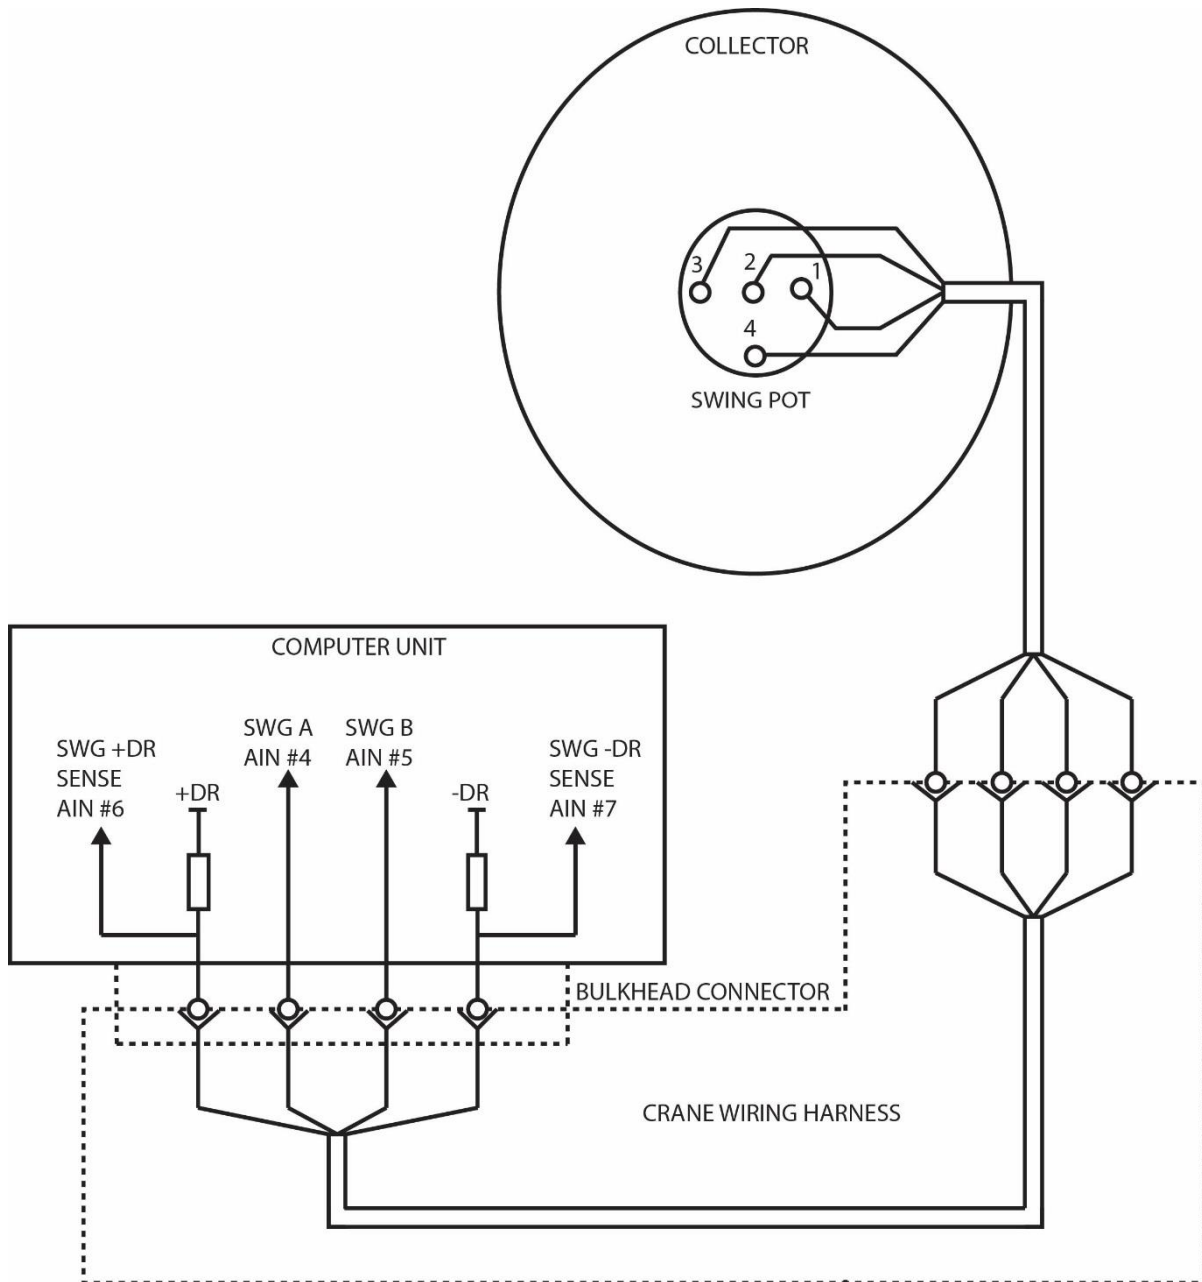 COLLECTOR
3
2
1
4
SWING POT
COMPUTER UNIT
SWG +DR
SENSE
AIN #6
+DR
SWG A
AIN #4
SWG B
AIN #5
-DR
SWG -DR
SENSE
AIN #7
BULKHEAD CONNECTOR
CRANE WIRING HARNESS